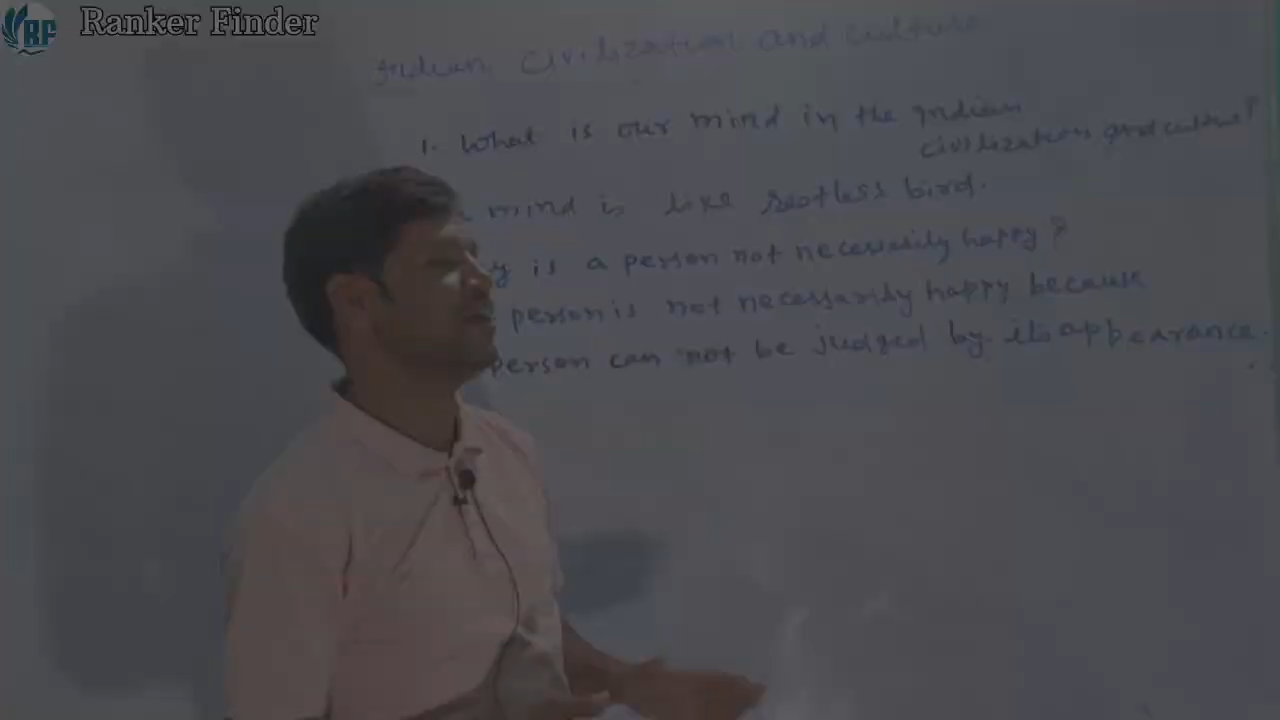 RF Ranker Finder
Indian Civilization and culture
1. What is our mind in the Indian
civilization and culture?
mind is like restless bird.
y is a person not necessarily happy?
person is not necessarily happy because
person can not be judged by its appearance.